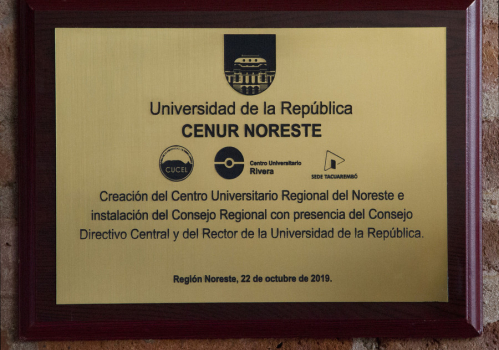 Universidad de la República
CENUR NORESTE
CUCEL
Centro Universitario
Rivera
SEDE TACUAREMBÓ
Creación del Centro Universitario Regional del Noreste e
instalación del Consejo Regional con presencia del Consejo
Directivo Central y del Rector de la Universidad de la República.
Región Noreste, 22 de octubre de 2019.